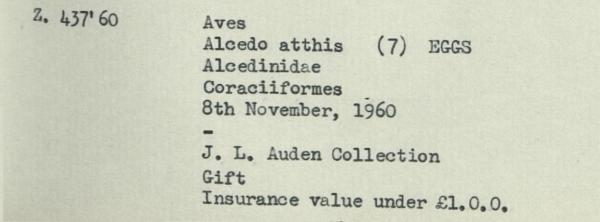 Z. 437'60
Aves
Alcedo atthis (7) EGGS
Alcedinidae
Coraciiformes
8th November, 1960
-
J. L. Auden Collection
Gift
Insurance value under £1.0.0.